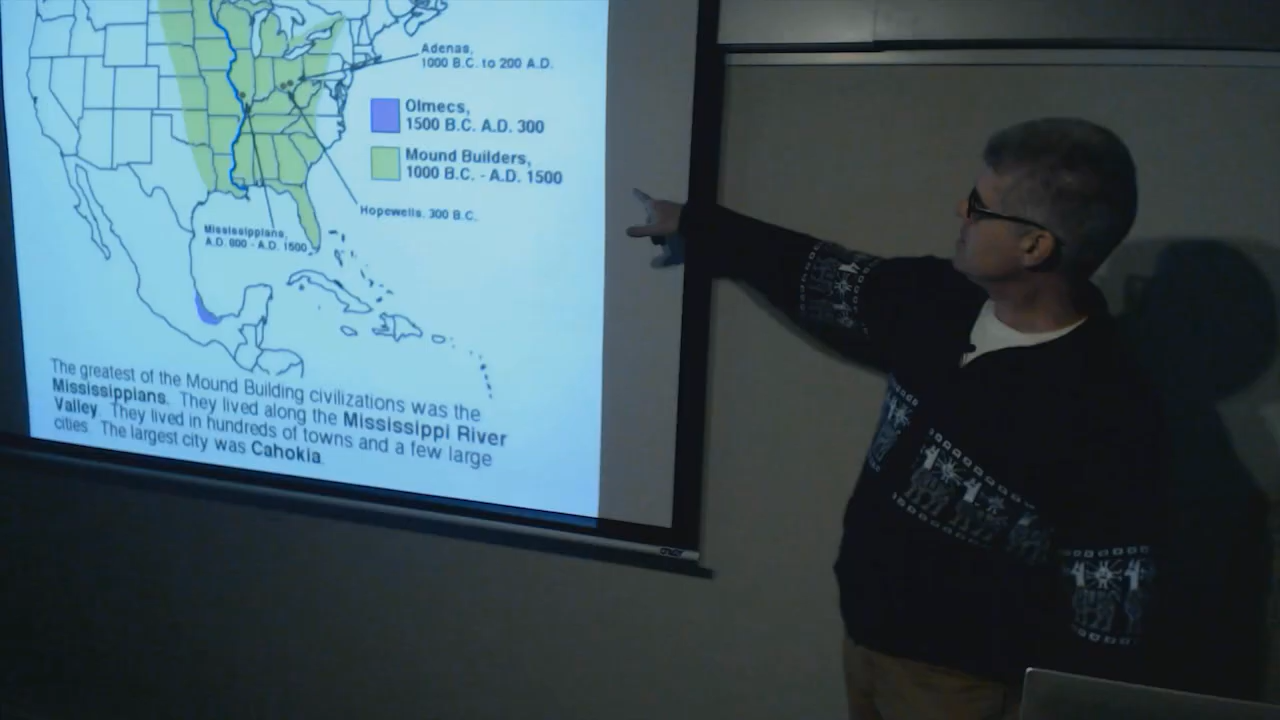 Adenas,
1000 B.C. to 200 A.D.
Olmecs,
1500 B.C. A.D. 300
Mound Builders,
1000 B.C. - A.D. 1500
Hopewells. 300 B.C.
Mississippians,
A.D. 800 - A.D. 1500
The greatest of the Mound Building civilizations was the
Mississippians. They lived along the Mississippi River
Valley. They lived in hundreds of towns and a few large
cities. The largest city was Cahokia.